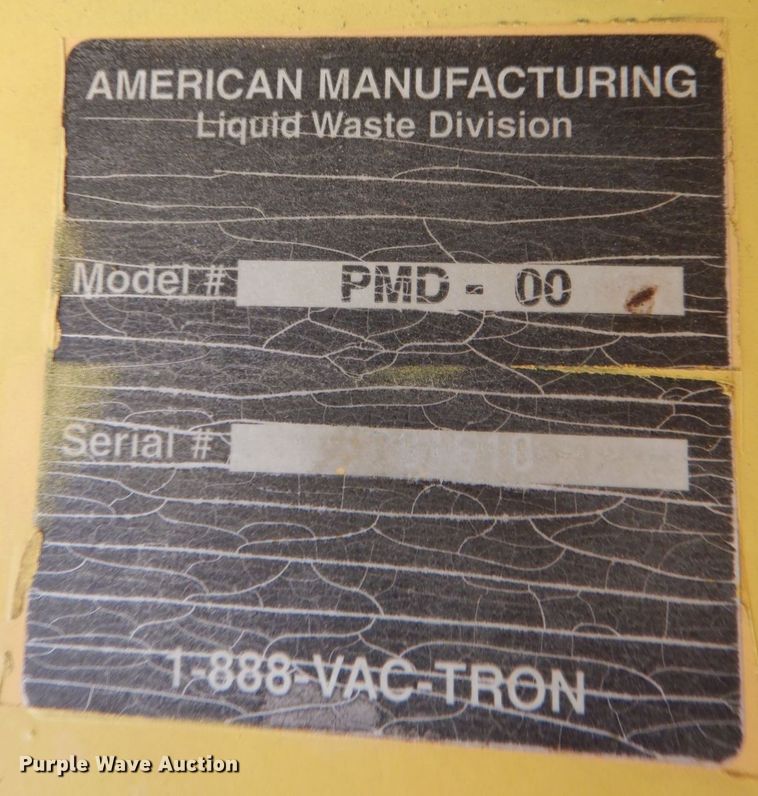 AMERICAN MANUFACTURING
Liquid Waste Division
Model # PMD - 00
Serial #
1-888-VAC-TRON
Purple Wave Auction